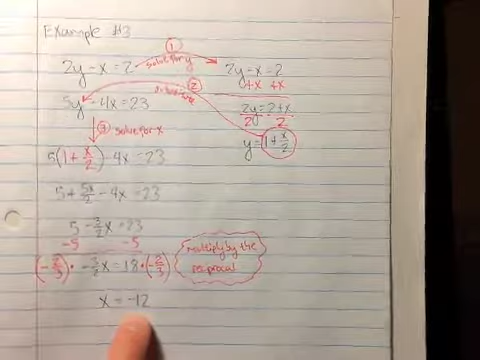 Example #3
① 
2y - x = 2 solve for y 2y - x = 2
+x +x
②
5y - 4x = 23 2y = 2 + x
2 2
③ solve for x y = 1 + x/2
5(1 + x/2) - 4x = 23
5 + 5x/2 - 4x = 23
5 - 3/2x = 23
-5 -5
(-2/3) · -3/2x = 18 · (-2/3)
multiply by the
reciprocal
x = -12